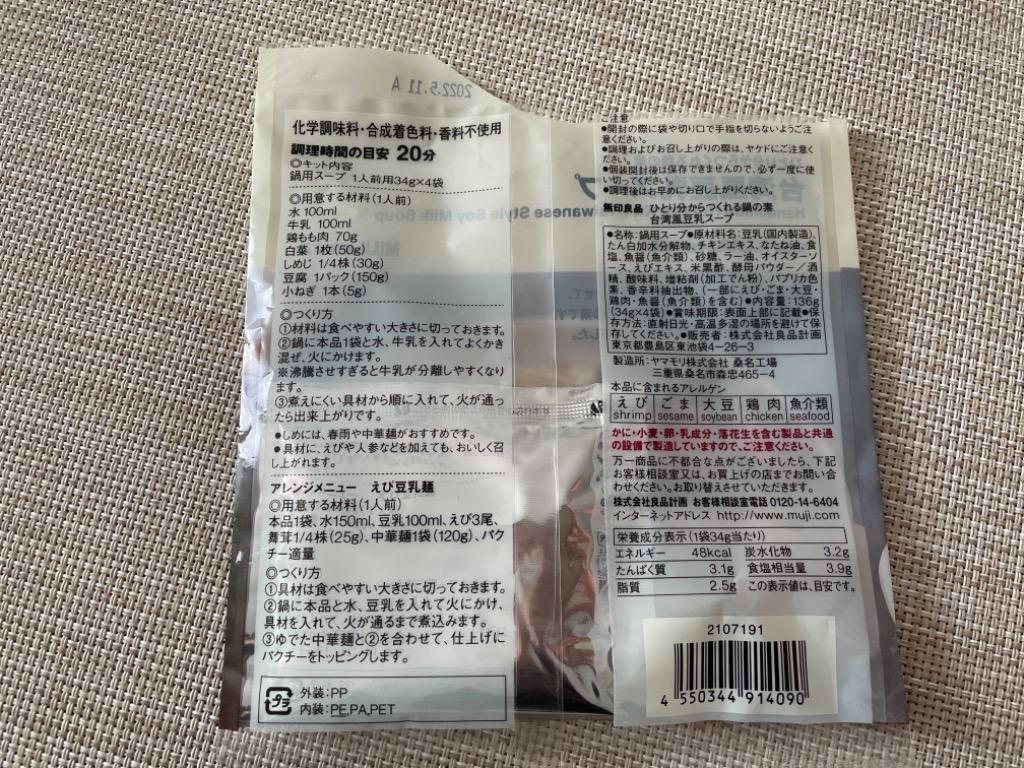 2022.5.11 A
化学調味料・合成着色料・香料不使用
調理時間の目安 20分
◎キット内容
鍋用スープ 1人前用34g×4袋
◎用意する材料(1人前)
水 100ml
牛乳 100ml
鶏もも肉 70g
白菜 1枚(50g)
しめじ 1/4株(30g)
豆腐 1パック(150g)
小ねぎ 1本(5g)
◎つくり方
①材料は食べやすい大きさに切っておきます。
②鍋に本品1袋と水、牛乳を入れてよくかき
混ぜ、火にかけます。
※沸騰させすぎると牛乳が分離しやすくなり
ます。
③煮えにくい具材から順に入れて、火が通っ
たら出来上がりです。
●しめには、春雨や中華麺がおすすめです。
●具材に、えびや人参などを加えても、おいしく召
し上がれます。
アレンジメニュー えび豆乳麺
◎用意する材料(1人前)
本品1袋、水150ml、豆乳100ml、えび3尾、
舞茸1/4株(25g)、中華麺1袋(120g)、パク
チー適量
◎つくり方
①具材は食べやすい大きさに切っておきます。
②鍋に本品と水、豆乳を入れて火にかけ、
具材を入れて、火が通るまで煮込みます。
③ゆでた中華麺と②を合わせて、仕上げに
パクチーをトッピングします。
プラ
外装:PP
内装:PE,PA,PET
ご注意
●開封の際に袋や切り口で手指を切らないようご注
意ください。
●調理およびお召し上がりの際は、ヤケドにご注意く
ださい。
●個装開封後は保存できませんので、必ず一度に使
い切ってください。
●調理後はお早めにお召し上がりください。
無印良品 ひとり分からつくれる鍋の素
台湾風豆乳スープ
●名称:鍋用スープ●原材料名:豆乳(国内製造)、
たん白加水分解物、チキンエキス、なたね油、食
塩、魚醤(魚介類)、砂糖、ラー油、オイスターソ
ース、えびエキス、米黒酢、酵母パウダー/酒
精、酸味料、増粘剤(加工でん粉)、パプリカ色
素、香辛料抽出物、(一部にえび・ごま・大豆・
鶏肉・魚醤(魚介類)を含む)●内容量:136g
(34g×4袋)●賞味期限:表面上部に記載●保
存方法:直射日光・高温多湿の場所を避けて保
存してください。●販売者:株式会社良品計画
東京都豊島区東池袋4-26-3
製造所:ヤマモリ株式会社 桑名工場
三重県桑名市森忠465-4
本品に含まれるアレルゲン
えび ごま 大豆 鶏肉 魚介類
shrimp sesame soybean chicken seafood
かに・小麦・卵・乳成分・落花生を含む製品と共通
の設備で製造していますので、ご注意ください。
万一商品に不都合な点がございましたら、下記
お客様相談室又は、お買上げの店までお問い合
わせください。お取り替えさせていただきます。
株式会社良品計画 お客様相談室電話 0120-14-6404
インターネットアドレス http://www.muji.com
栄養成分表示(1袋34g当たり)
エネルギー 48kcal 炭水化物 3.2g
たんぱく質 3.1g 食塩相当量 3.9g
脂質 2.5g この表示値は、目安です。
2107191
4 550344 914090